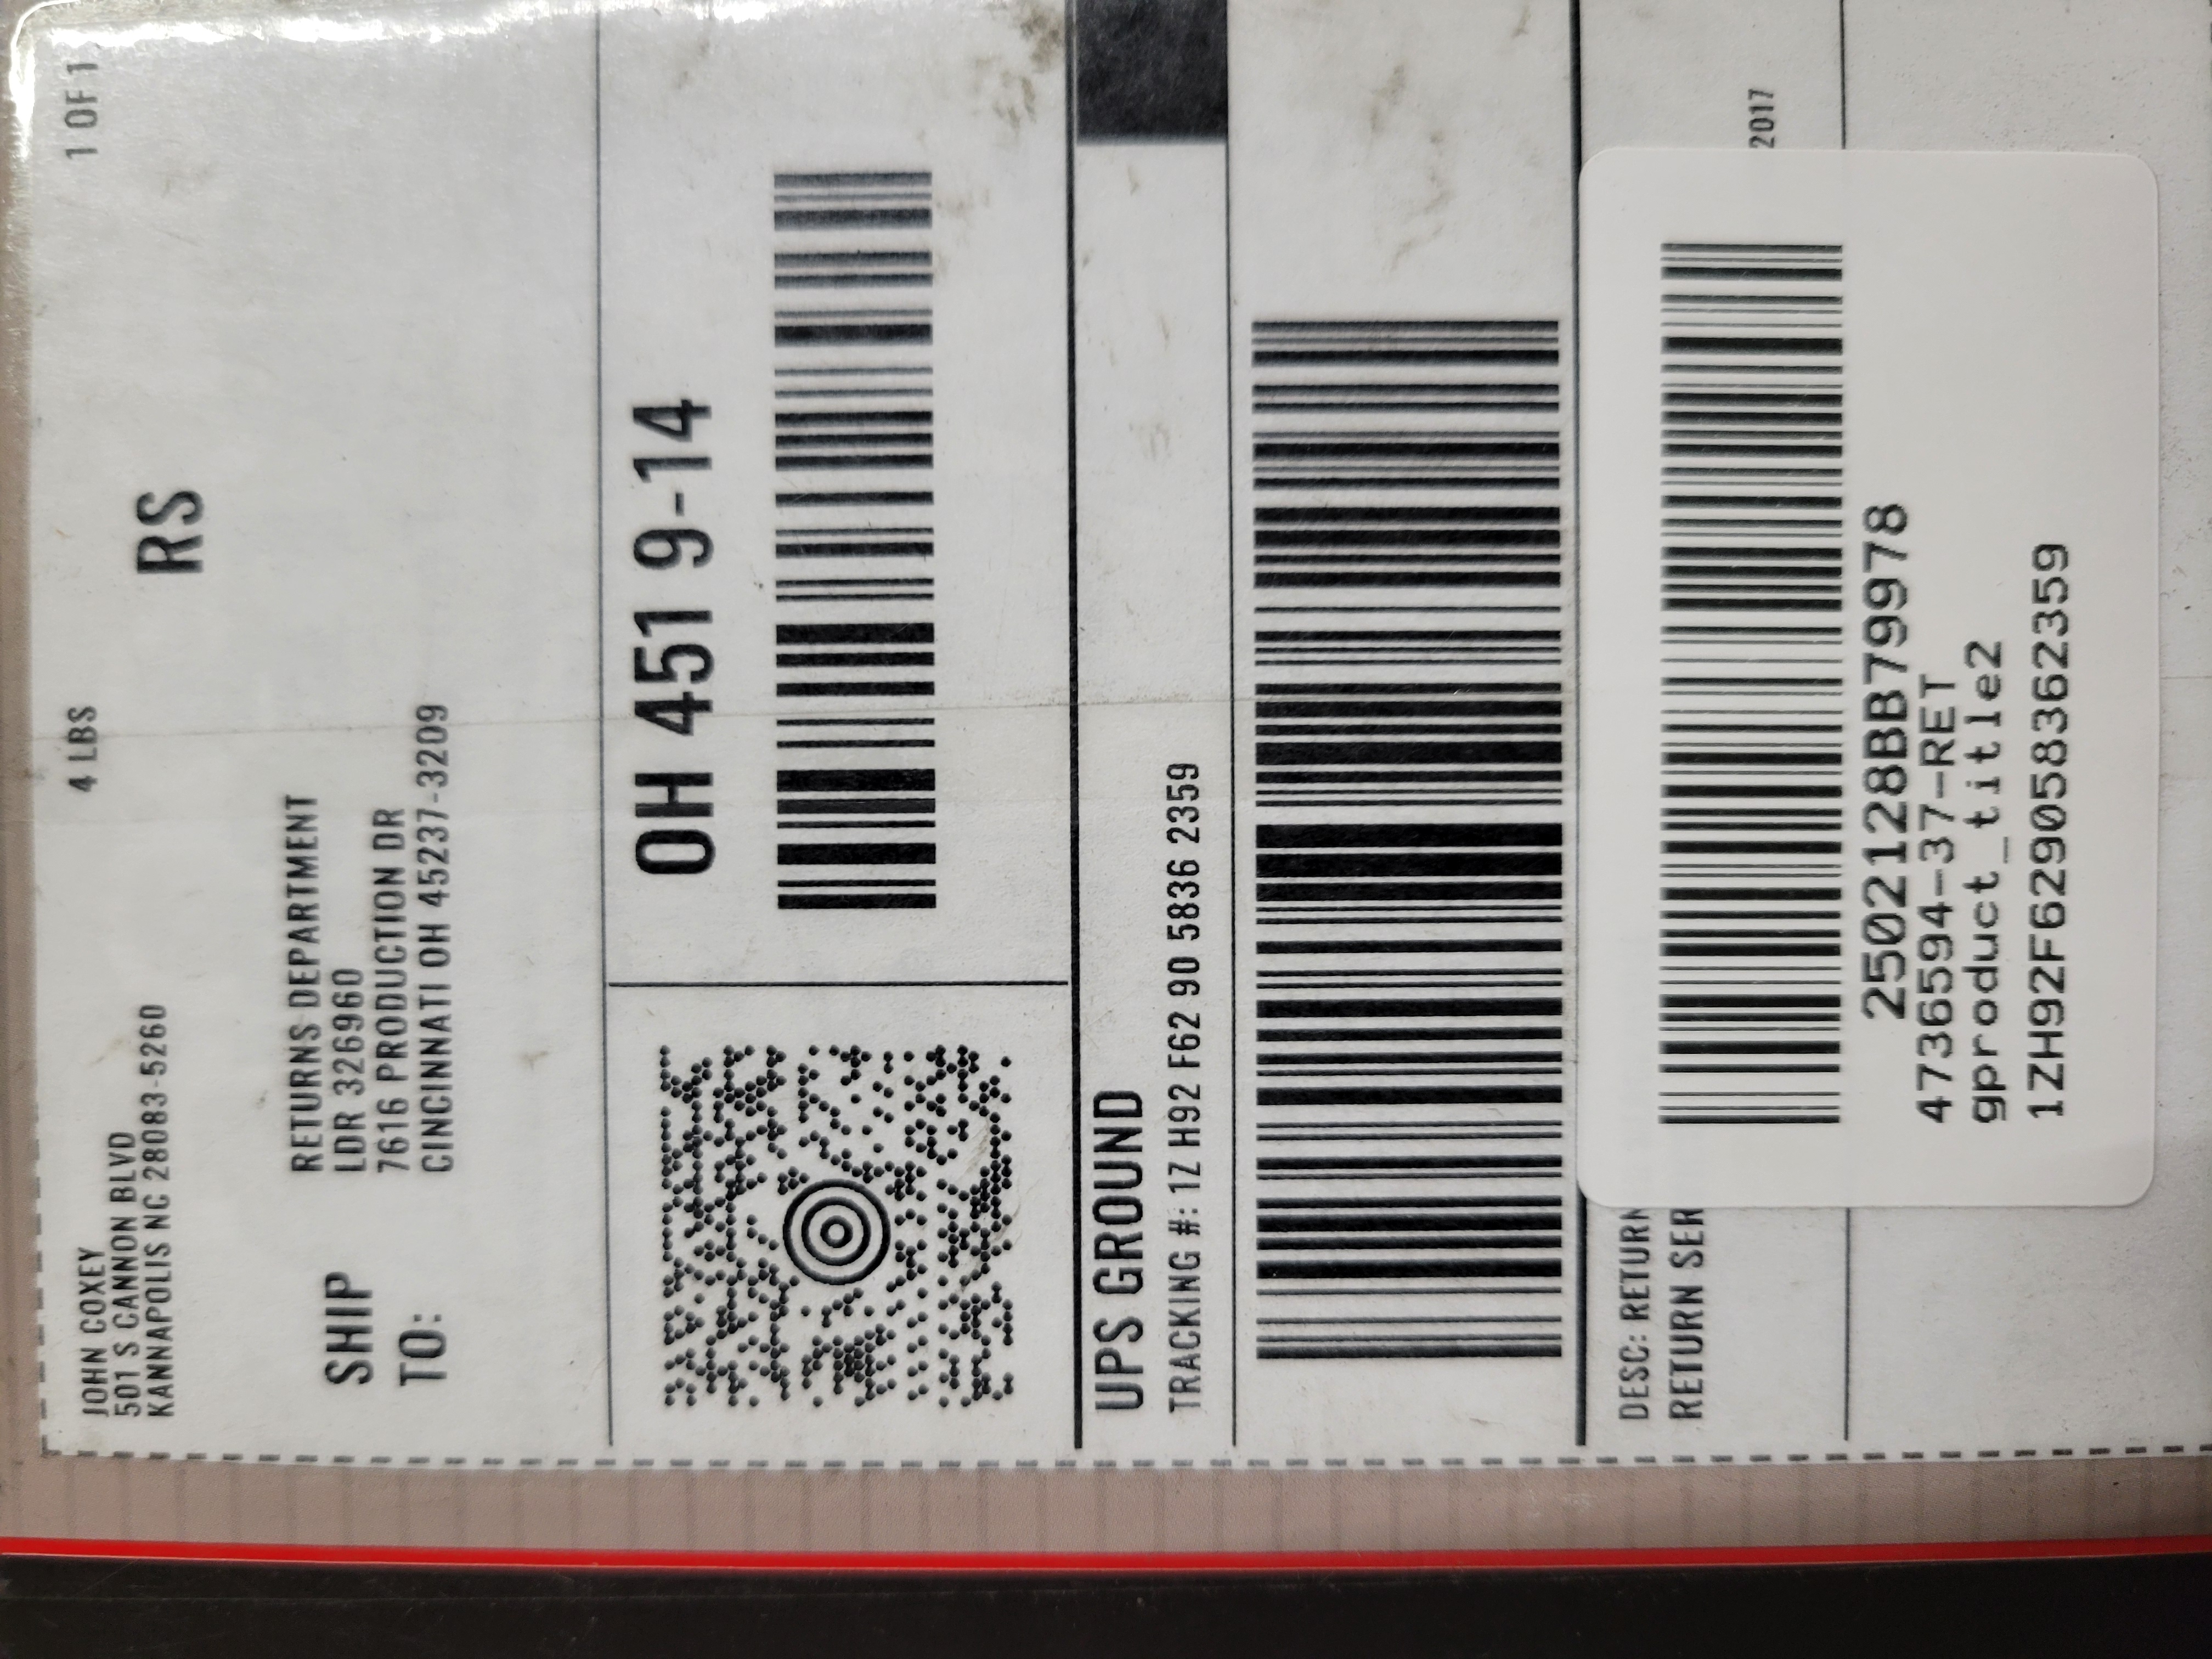 JOHN COXEY
501 S CANNON BLVD
KANNAPOLIS NC 28083-5260
4 LBS
1 OF 1
RS
SHIP
TO:
RETURNS DEPARTMENT
LDR 326960
7616 PRODUCTION DR
CINCINNATI OH 45237-3209
OH 451 9-14
UPS GROUND
TRACKING #: 1Z H92 F62 90 5836 2359
DESC: RETURN
RETURN SER
2017
2502128BB799978
4736594-37-RET
gproduct_title2
1ZH92F629058362359